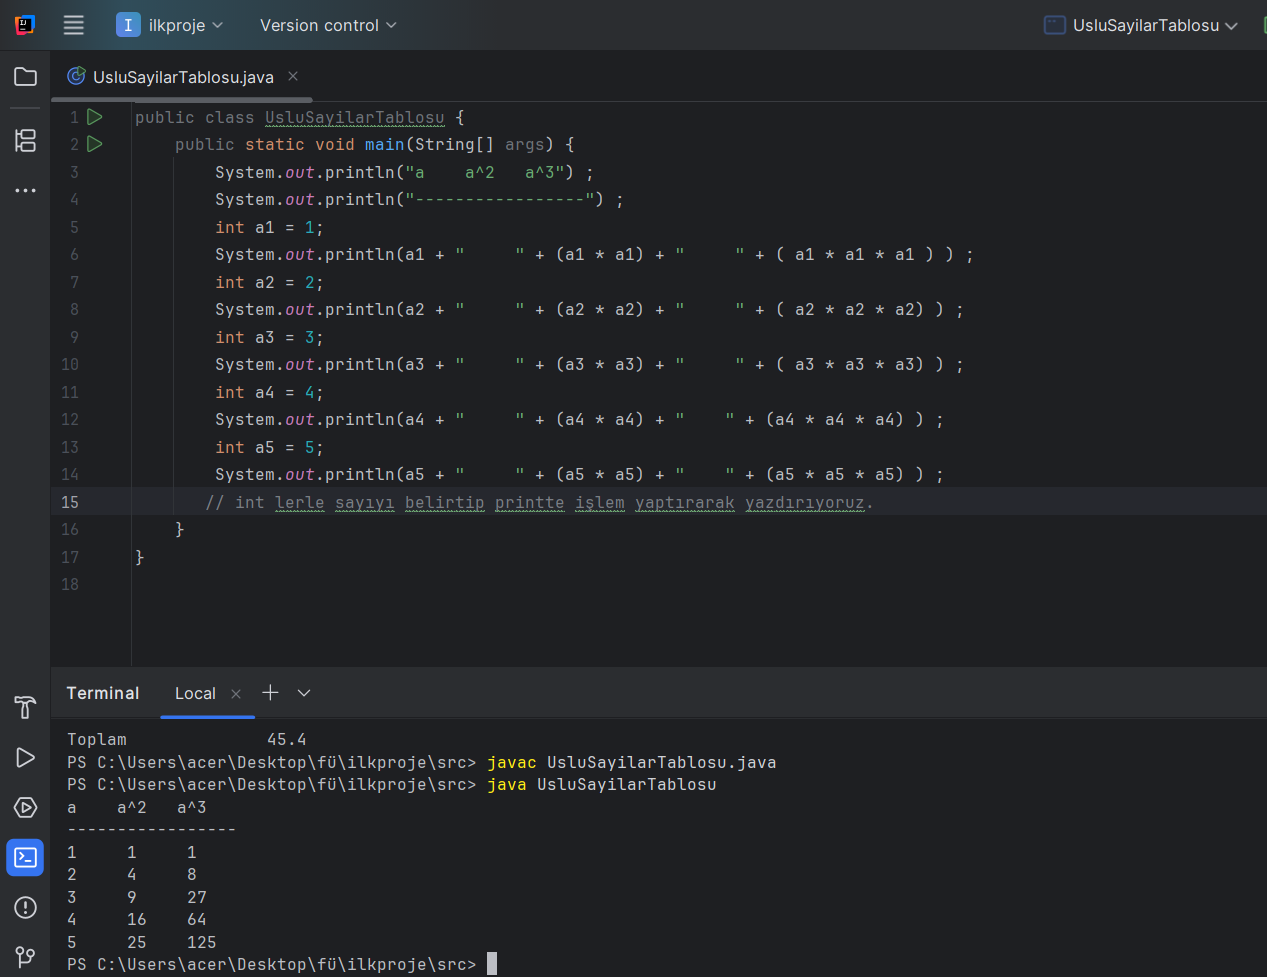 I ilkproje Version control UsluSayilarTablosu
UsluSayilarTablosu.java
1 public class UsluSayilarTablosu {
2     public static void main(String[] args) {
3         System.out.println("a    a^2   a^3") ;
4         System.out.println("-----------------") ;
5         int a1 = 1;
6         System.out.println(a1 + "     " + (a1 * a1) + "     " + ( a1 * a1 * a1 ) ) ;
7         int a2 = 2;
8         System.out.println(a2 + "     " + (a2 * a2) + "     " + ( a2 * a2 * a2) ) ;
9         int a3 = 3;
10         System.out.println(a3 + "     " + (a3 * a3) + "     " + ( a3 * a3 * a3) ) ;
11         int a4 = 4;
12         System.out.println(a4 + "     " + (a4 * a4) + "    " + (a4 * a4 * a4) ) ;
13         int a5 = 5;
14         System.out.println(a5 + "     " + (a5 * a5) + "    " + (a5 * a5 * a5) ) ;
15        // int lerle sayıyı belirtip printte işlem yaptırarak yazdırıyoruz.
16     }
17 }
18
Terminal Local
Toplam              45.4
PS C:\Users\acer\Desktop\fü\ilkproje\src> javac UsluSayilarTablosu.java
PS C:\Users\acer\Desktop\fü\ilkproje\src> java UsluSayilarTablosu
a    a^2   a^3
-----------------
1     1     1
2     4     8
3     9     27
4     16    64
5     25    125
PS C:\Users\acer\Desktop\fü\ilkproje\src>